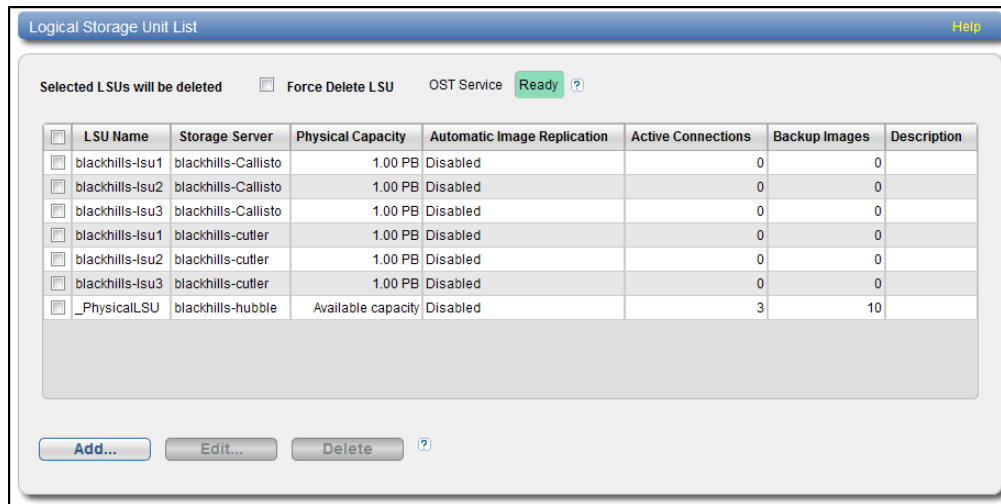 Logical Storage Unit List Help
Selected LSUs will be deleted Force Delete LSU OST Service Ready ?
LSU Name Storage Server Physical Capacity Automatic Image Replication Active Connections Backup Images Description
blackhills-lsu1 blackhills-Callisto 1.00 PB Disabled 0 0
blackhills-lsu2 blackhills-Callisto 1.00 PB Disabled 0 0
blackhills-lsu3 blackhills-Callisto 1.00 PB Disabled 0 0
blackhills-lsu1 blackhills-cutler 1.00 PB Disabled 0 0
blackhills-lsu2 blackhills-cutler 1.00 PB Disabled 0 0
blackhills-lsu3 blackhills-cutler 1.00 PB Disabled 0 0
_PhysicalLSU blackhills-hubble Available capacity Disabled 3 10
Add... Edit... Delete ?